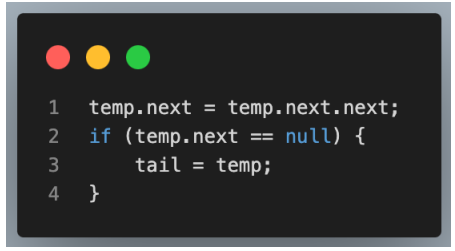 1 temp.next = temp.next.next;
2 if (temp.next == null) {
3     tail = temp;
4 }